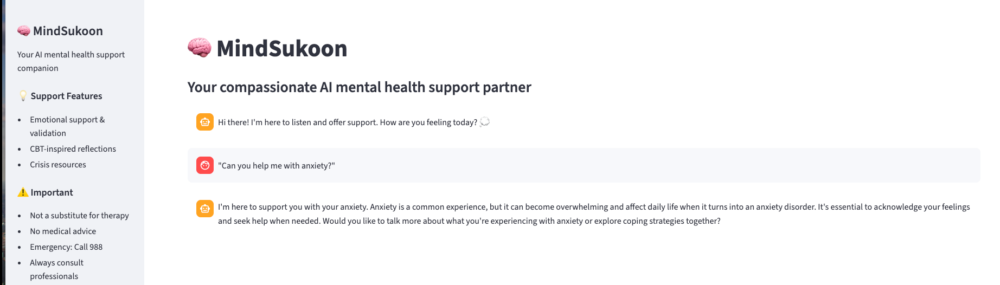 🧠 MindSukoon
Your AI mental health support
companion
💡 Support Features
• Emotional support &
validation
• CBT-inspired reflections
• Crisis resources
⚠️ Important
• Not a substitute for therapy
• No medical advice
• Emergency: Call 988
• Always consult
professionals
🧠 MindSukoon
Your compassionate AI mental health support partner
Hi there! I'm here to listen and offer support. How are you feeling today? 💭
"Can you help me with anxiety?"
I'm here to support you with your anxiety. Anxiety is a common experience, but it can become overwhelming and affect daily life when it turns into an anxiety disorder. It's essential to acknowledge your feelings
and seek help when needed. Would you like to talk more about what you're experiencing with anxiety or explore coping strategies together?